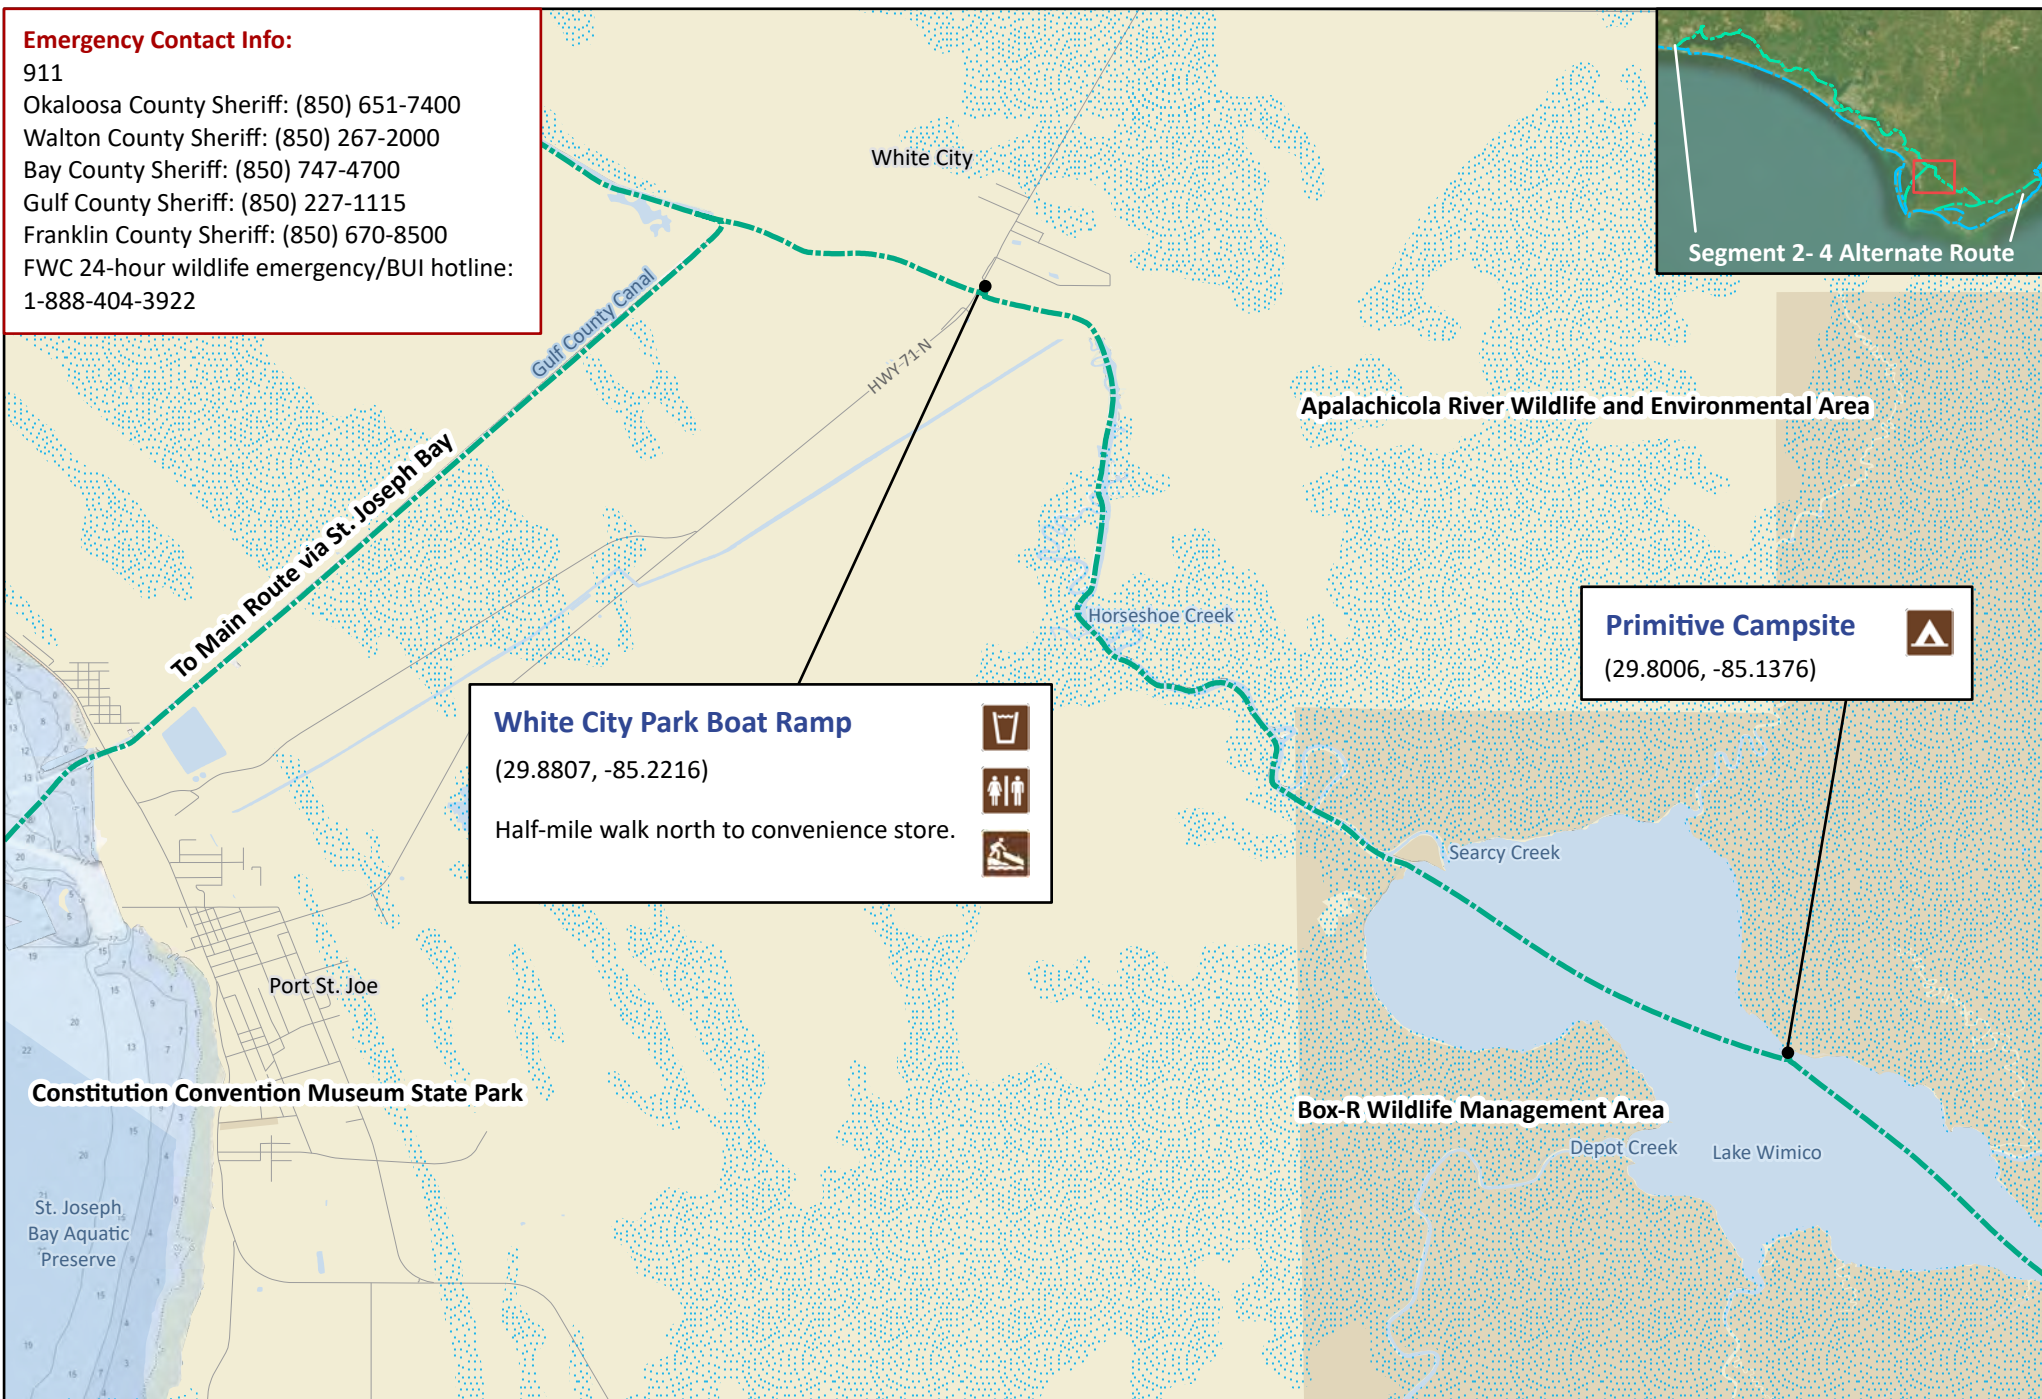 Emergency Contact Info:
911
Okaloosa County Sheriff: (850) 651-7400
Walton County Sheriff: (850) 267-2000
Bay County Sheriff: (850) 747-4700
Gulf County Sheriff: (850) 227-1115
Franklin County Sheriff: (850) 670-8500
FWC 24-hour wildlife emergency/BUI hotline:
1-888-404-3922
Segment 2- 4 Alternate Route
White City
Gulf County Canal
HWY-71-N
Apalachicola River Wildlife and Environmental Area
To Main Route via St. Joseph Bay
Horseshoe Creek
Primitive Campsite
(29.8006, -85.1376)
White City Park Boat Ramp
(29.8807, -85.2216)
Half-mile walk north to convenience store.
Searcy Creek
Port St. Joe
Constitution Convention Museum State Park
Box-R Wildlife Management Area
Depot Creek
Lake Wimico
St. Joseph
Bay Aquatic
Preserve